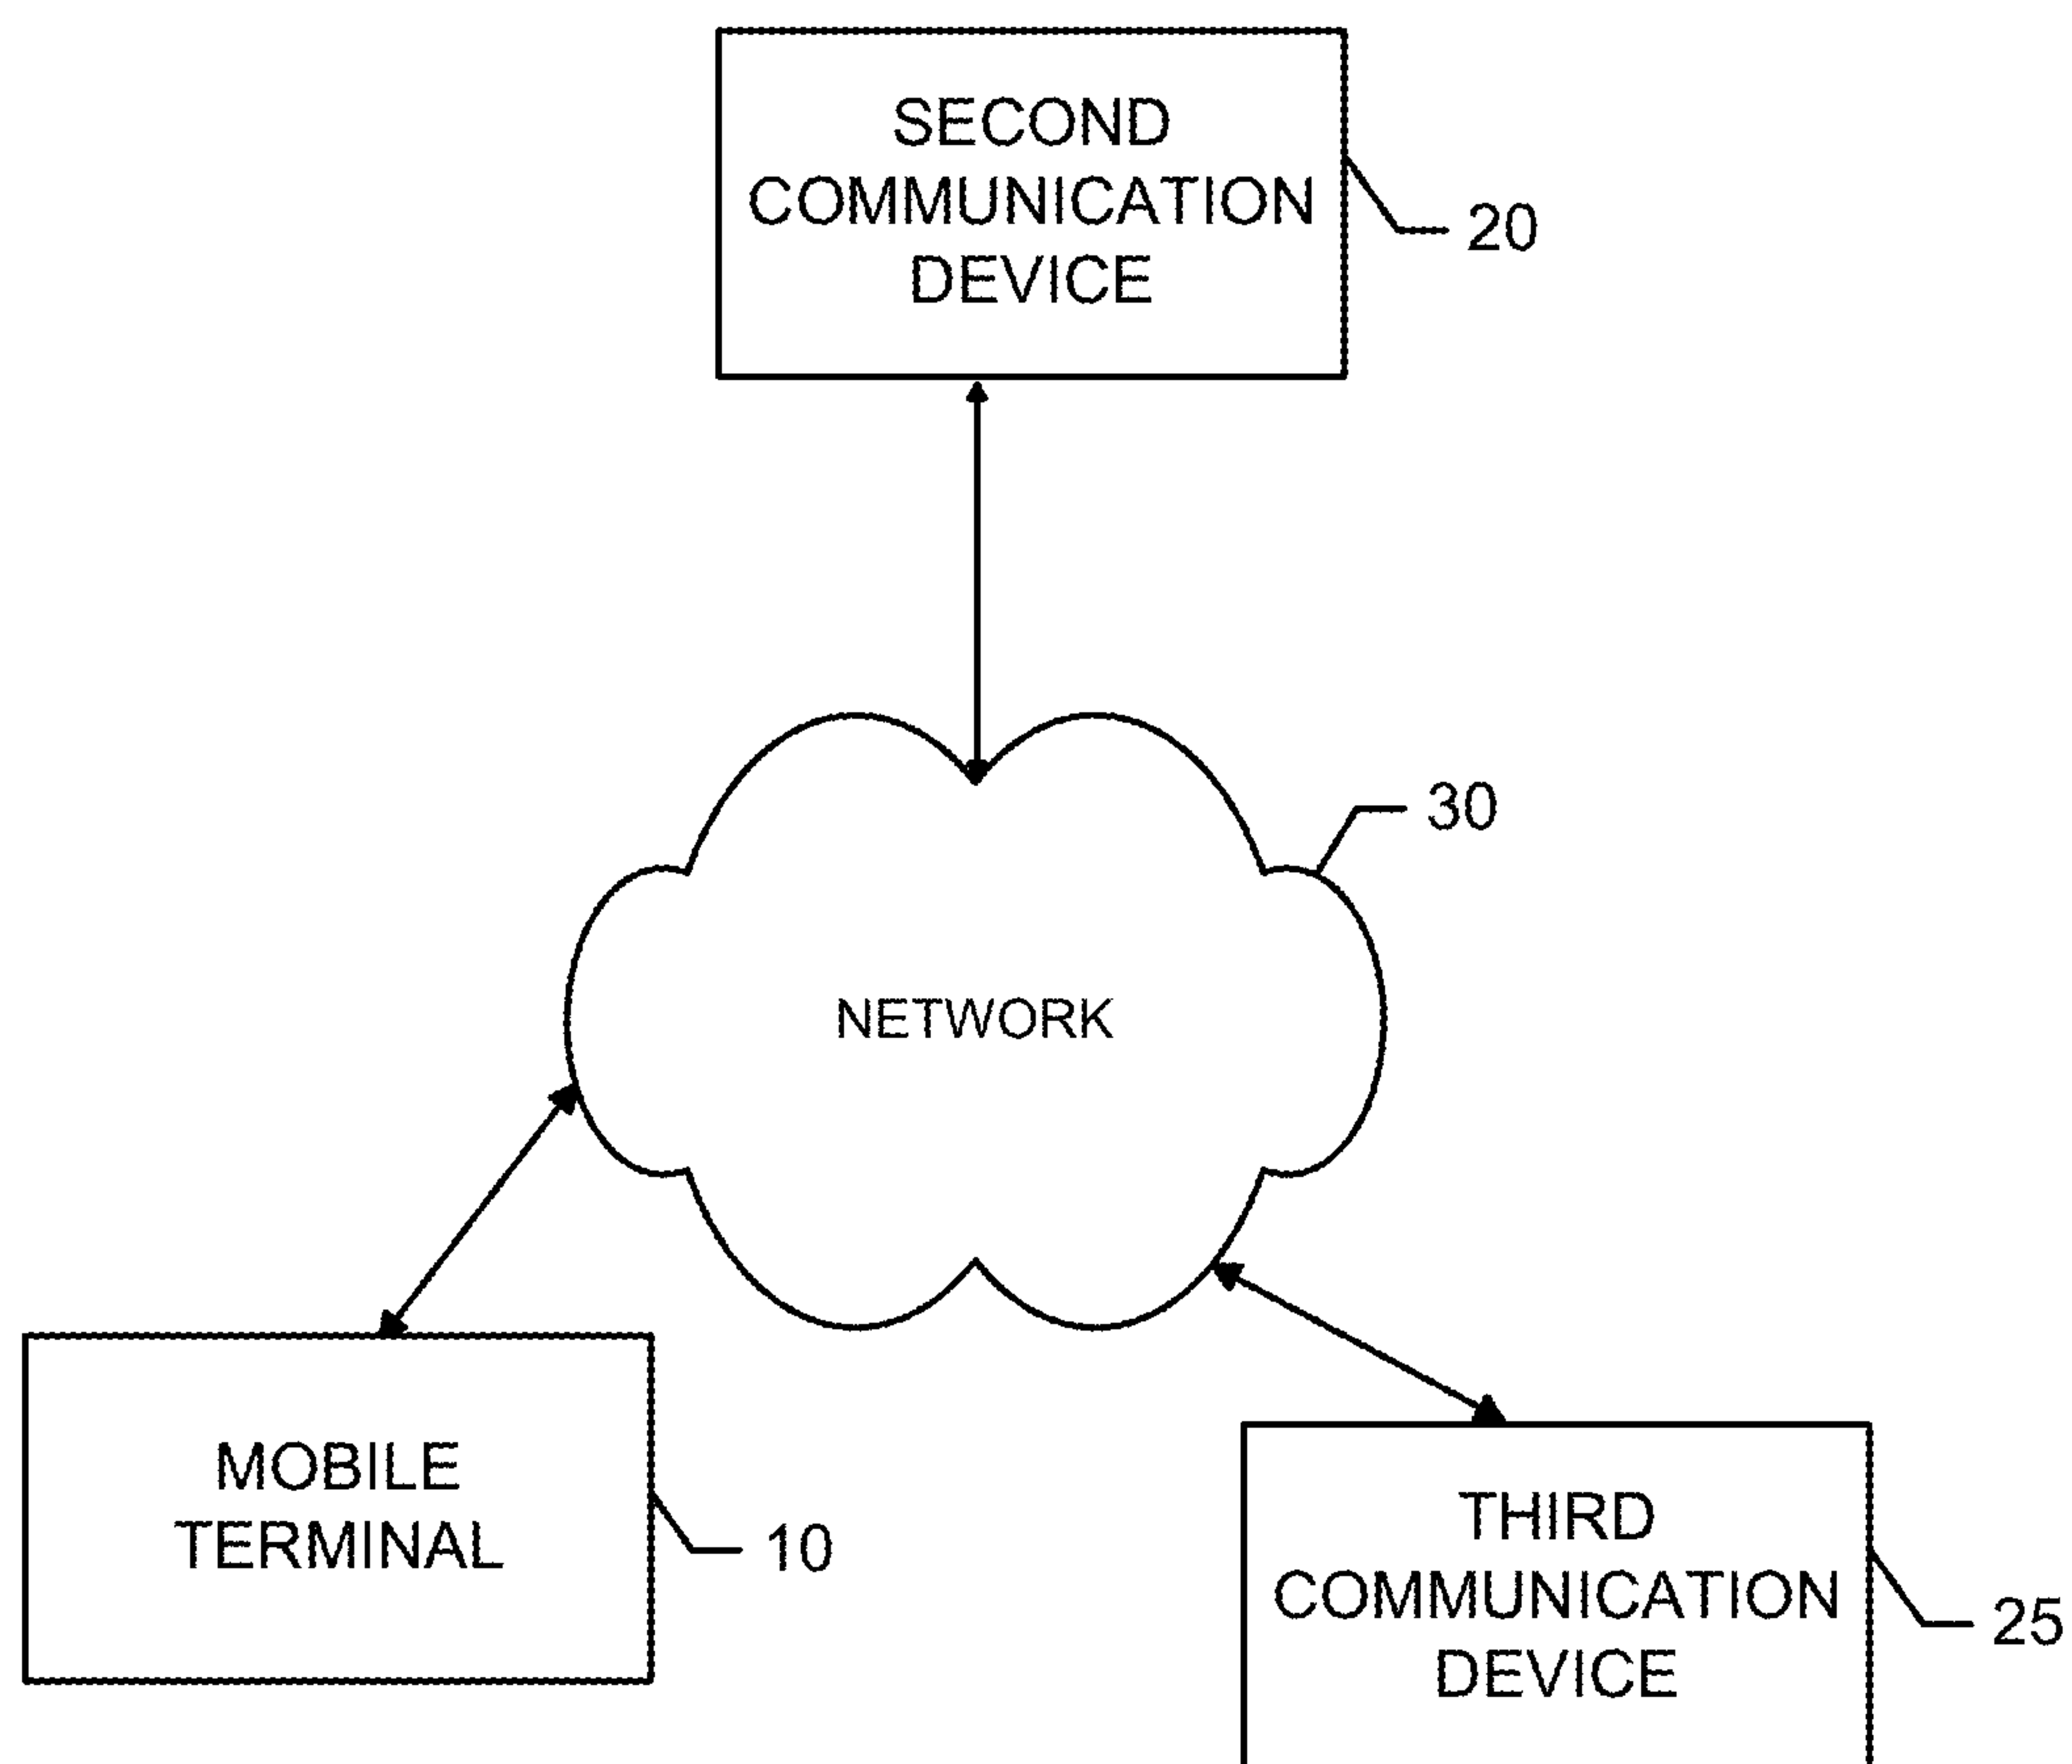 SECOND
COMMUNICATION
DEVICE
20
30
NETWORK
MOBILE
TERMINAL
10
THIRD
COMMUNICATION
DEVICE
25